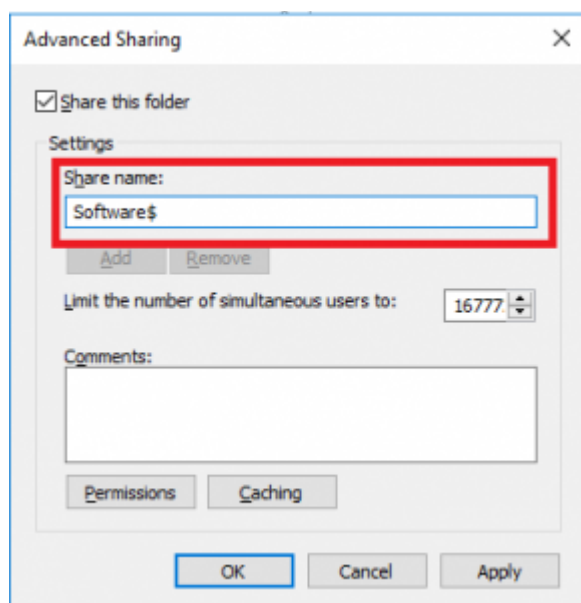 Advanced Sharing
Share this folder
Settings
Share name:
Software$
Add Remove
Limit the number of simultaneous users to: 16777
Comments:
Permissions Caching
OK Cancel Apply